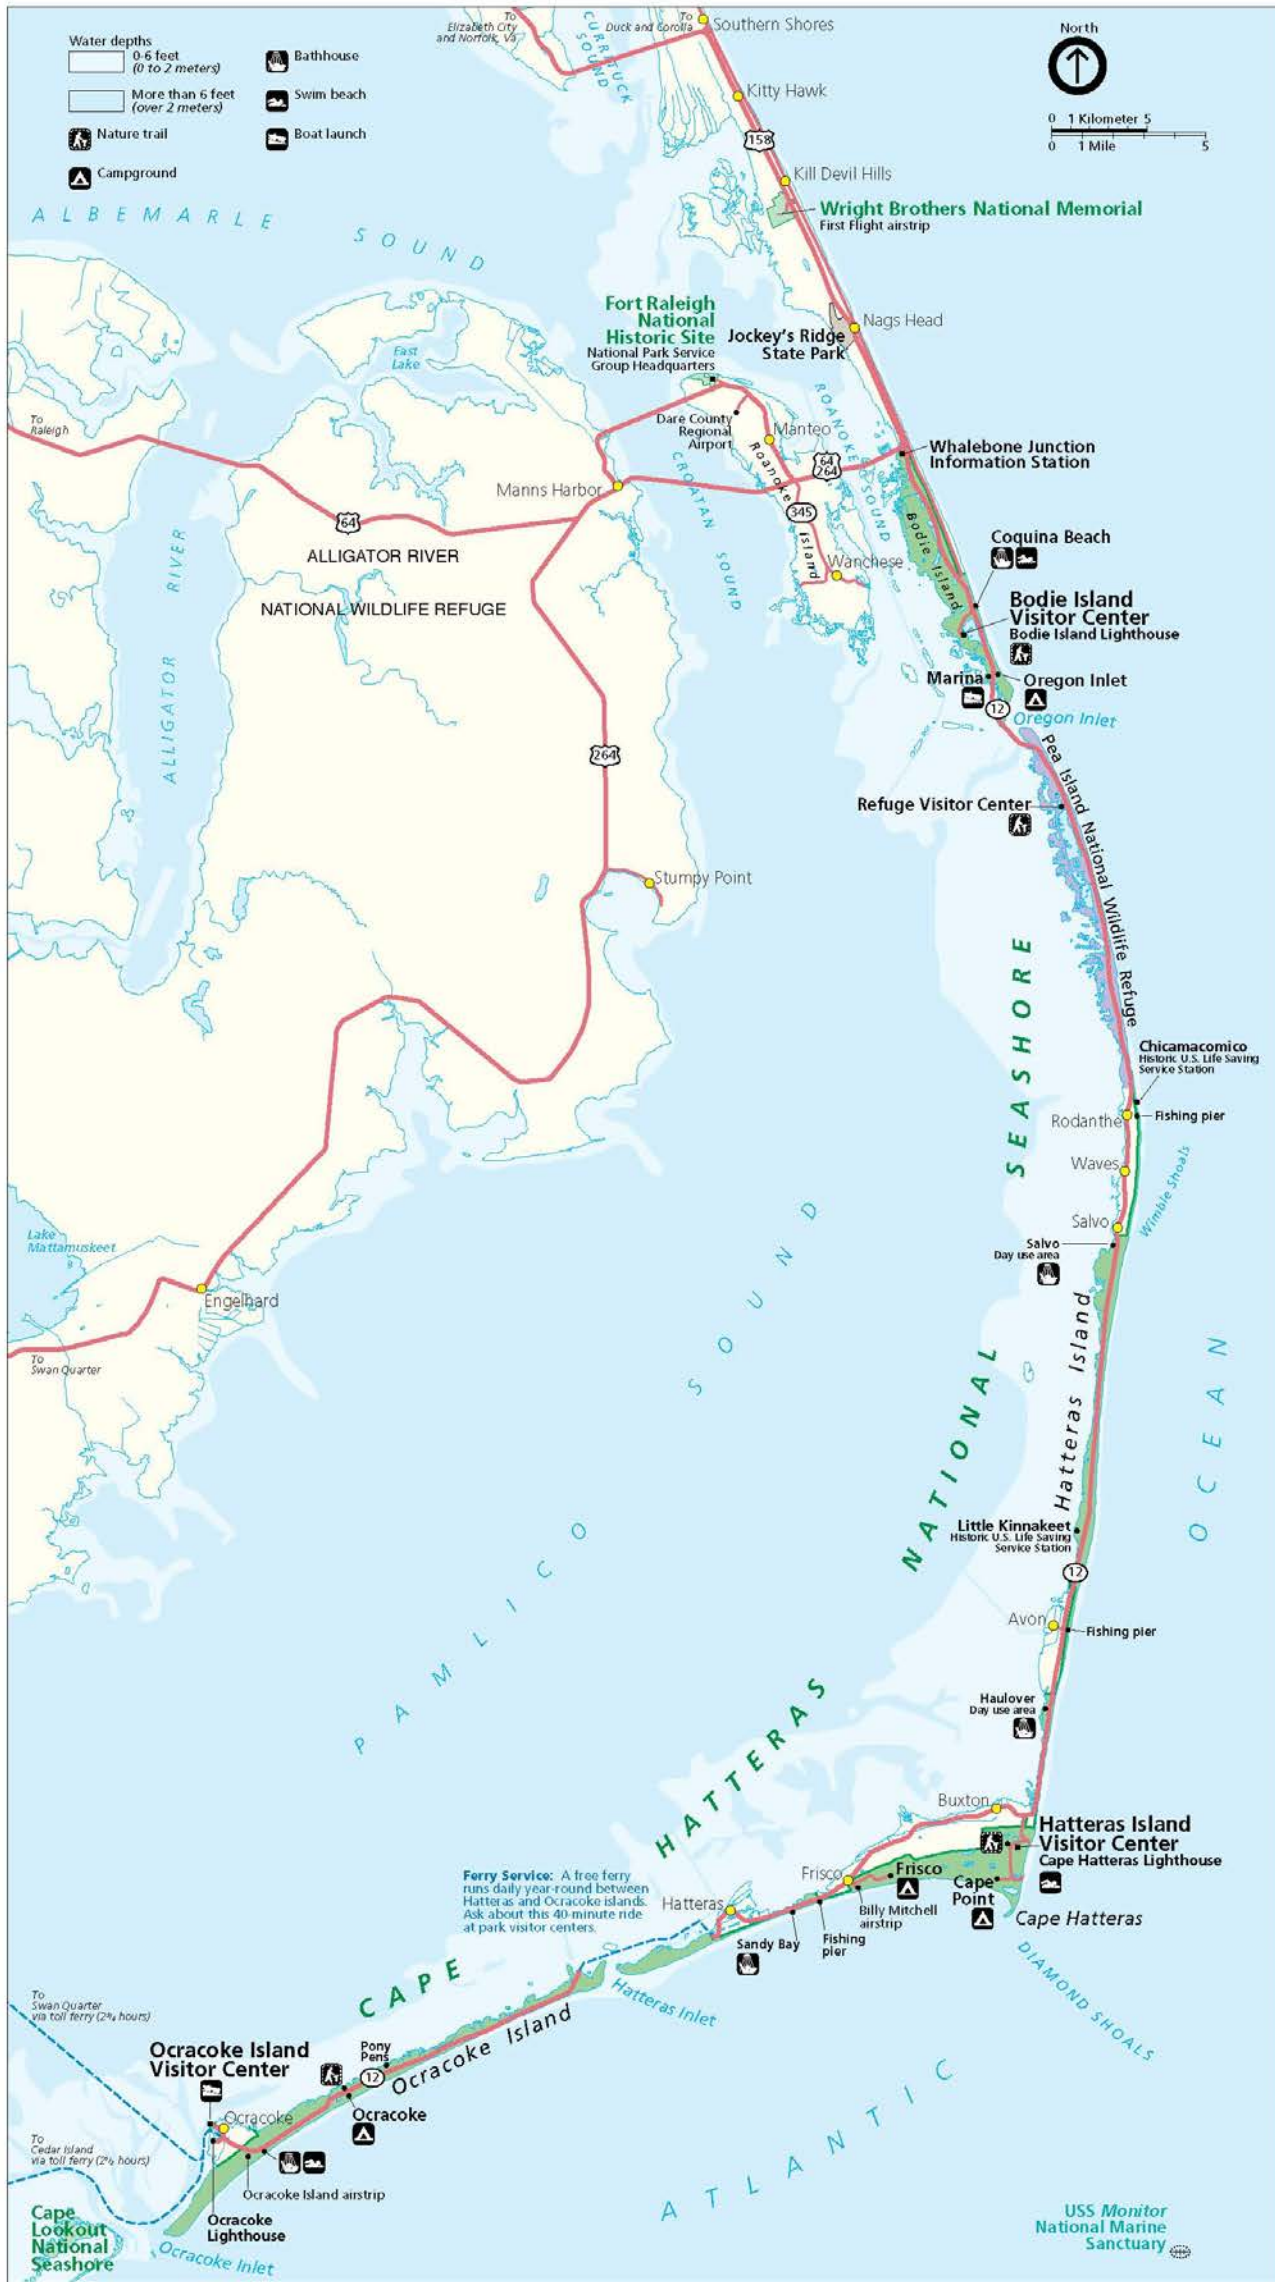 Water depths
0-6 feet
(0 to 2 meters)
More than 6 feet
(over 2 meters)
Nature trail
Campground
Bathhouse
Swim beach
Boat launch
To
Elizabeth City
and Norfolk, VA
CURRITUCK
SOUND
To
Duck and Corolla
Southern Shores
North
0 1 Kilometer 5
0 1 Mile 5
Kitty Hawk
158
Kill Devil Hills
Wright Brothers National Memorial
First Flight airstrip
ALBEMARLE SOUND
Fort Raleigh
National
Historic Site
National Park Service
Group Headquarters
Jockey's Ridge
State Park
Nags Head
East
Lake
To
Raleigh
Dare County
Regional
Airport
Manteo
Roanoke Island
ROANOKE SOUND
CROATAN SOUND
64
264
Whalebone Junction
Information Station
Manns Harbor
345
64
ALLIGATOR RIVER
NATIONAL WILDLIFE REFUGE
ALLIGATOR RIVER
Wanchese
Bodie Island
Coquina Beach
Bodie Island
Visitor Center
Bodie Island Lighthouse
Marina
Oregon Inlet
12
Oregon Inlet
264
Pea Island National Wildlife Refuge
Refuge Visitor Center
Stumpy Point
Chicamacomico
Historic U.S. Life Saving
Service Station
Rodanthe
Fishing pier
Waves
Wimble Shoals
Salvo
Salvo
Day use area
Lake
Mattamuskeet
Engelhard
To
Swan Quarter
PAMLICO SOUND
CAPE HATTERAS NATIONAL SEASHORE
Hatteras Island
ATLANTIC OCEAN
Little Kinnakeet
Historic U.S. Life Saving
Service Station
12
Avon
Fishing pier
Haulover
Day use area
Buxton
Hatteras Island
Visitor Center
Cape Hatteras Lighthouse
Frisco
Frisco
Cape
Point
Cape Hatteras
Billy Mitchell
airstrip
Fishing
pier
Sandy Bay
Hatteras
Ferry Service: A free ferry
runs daily year-round between
Hatteras and Ocracoke islands.
Ask about this 40-minute ride
at park visitor centers.
DIAMOND SHOALS
Hatteras Inlet
To
Swan Quarter
via toll ferry (2¾ hours)
Ocracoke Island
Visitor Center
Pony
Pens
12
Ocracoke Island
Ocracoke
Ocracoke
To
Cedar Island
via toll ferry (2¼ hours)
Ocracoke Island airstrip
Ocracoke
Lighthouse
Cape
Lookout
National
Seashore
Ocracoke Inlet
USS Monitor
National Marine
Sanctuary